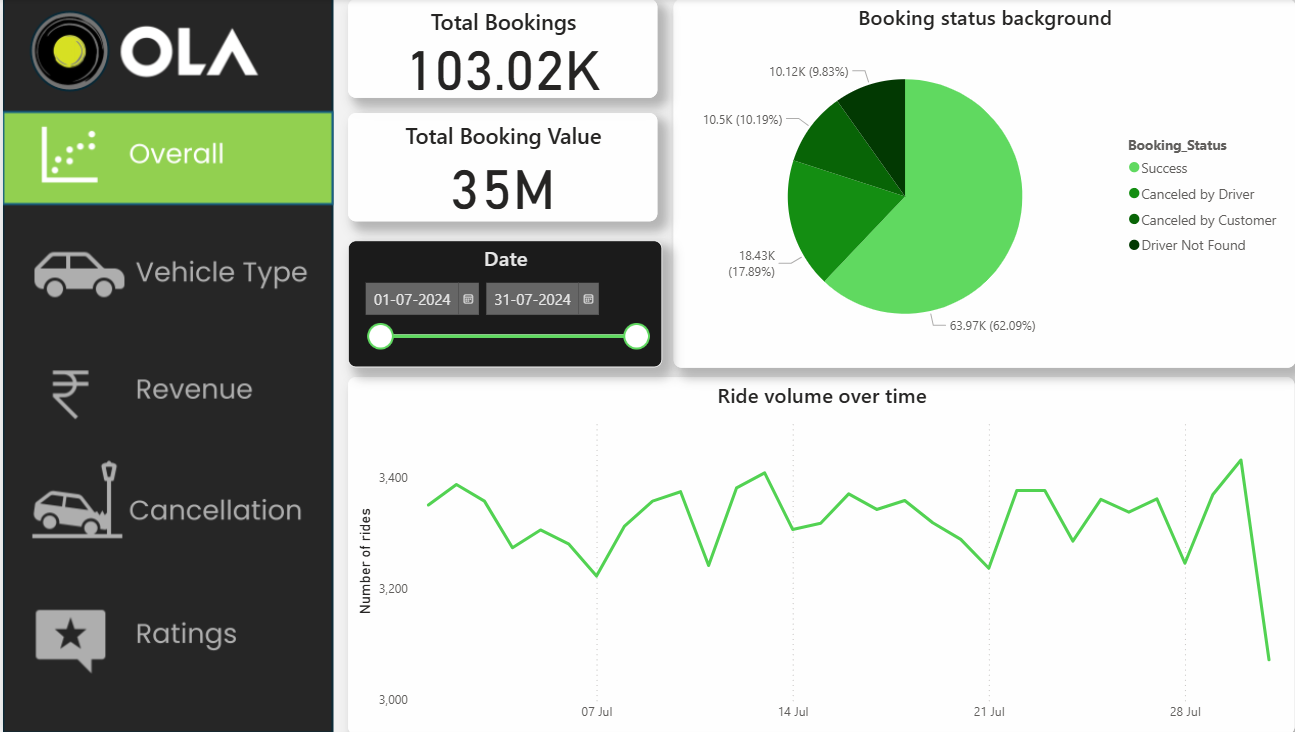 OLA
Overall
Vehicle Type
Revenue
Cancellation
Ratings
Total Bookings
103.02K
Total Booking Value
35M
Date
01-07-2024
31-07-2024
Booking status background
10.12K (9.83%)
10.5K (10.19%)
18.43K
(17.89%)
63.97K (62.09%)
Booking_Status
Success
Canceled by Driver
Canceled by Customer
Driver Not Found
Ride volume over time
Number of rides
3,400
3,200
3,000
07 Jul
14 Jul
21 Jul
28 Jul